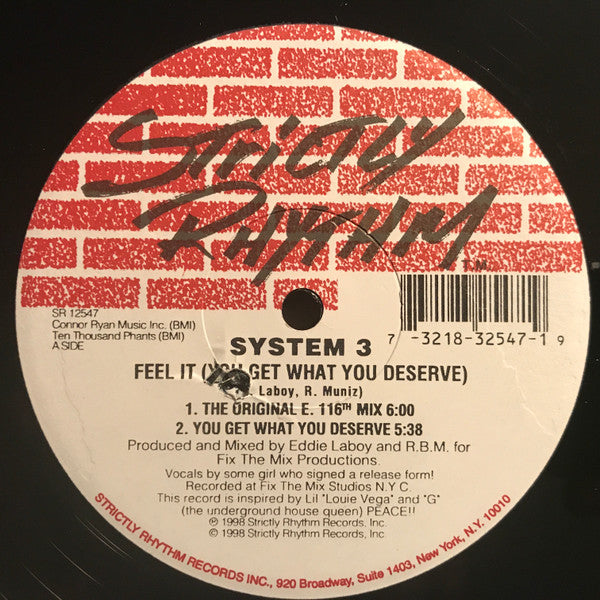 STRICTLY
RHYTHM
T.M.
SR 12547
Connor Ryan Music Inc. (BMI)
Ten Thousand Phants (BMI)
A SIDE
7 -3218-32547-1 9
SYSTEM 3
FEEL IT (YOU GET WHAT YOU DESERVE)
Laboy, R. Muniz)
1. THE ORIGINAL E. 116TH MIX 6:00
2. YOU GET WHAT YOU DESERVE 5:38
Produced and Mixed by Eddie Laboy and R.B.M. for
Fix The Mix Productions.
Vocals by some girl who signed a release form!
Recorded at Fix The Mix Studios N.Y C.
This record is inspired by Lil "Louie Vega" and "G"
(the underground house queen) PEACE!!
℗ 1998 Strictly Rhythm Records, Inc.
© 1998 Strictly Rhythm Records, Inc.
STRICTLY RHYTHM RECORDS INC., 920 Broadway, Suite 1403, New York, N.Y. 10010